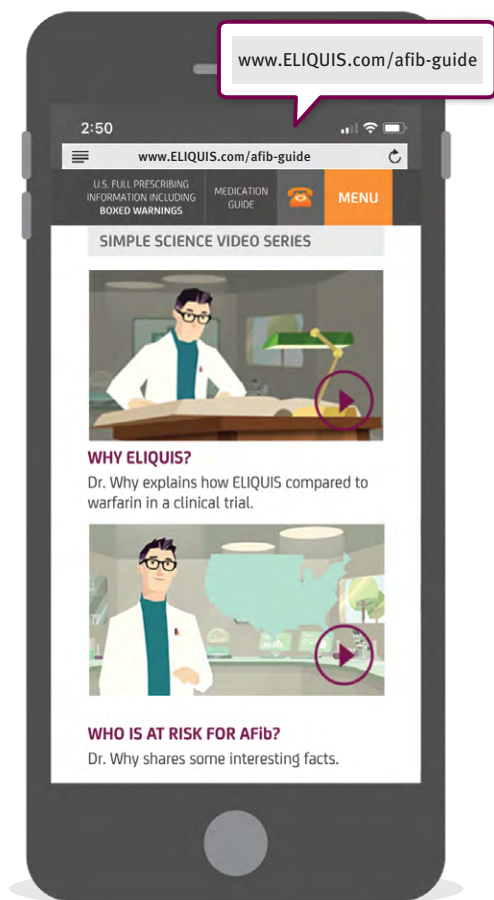 www.ELIQUIS.com/afib-guide
2:50
www.ELIQUIS.com/afib-guide
U.S. FULL PRESCRIBING
INFORMATION INCLUDING
BOXED WARNINGS
MEDICATION
GUIDE
MENU
SIMPLE SCIENCE VIDEO SERIES
WHY ELIQUIS?
Dr. Why explains how ELIQUIS compared to
warfarin in a clinical trial.
WHO IS AT RISK FOR AFib?
Dr. Why shares some interesting facts.